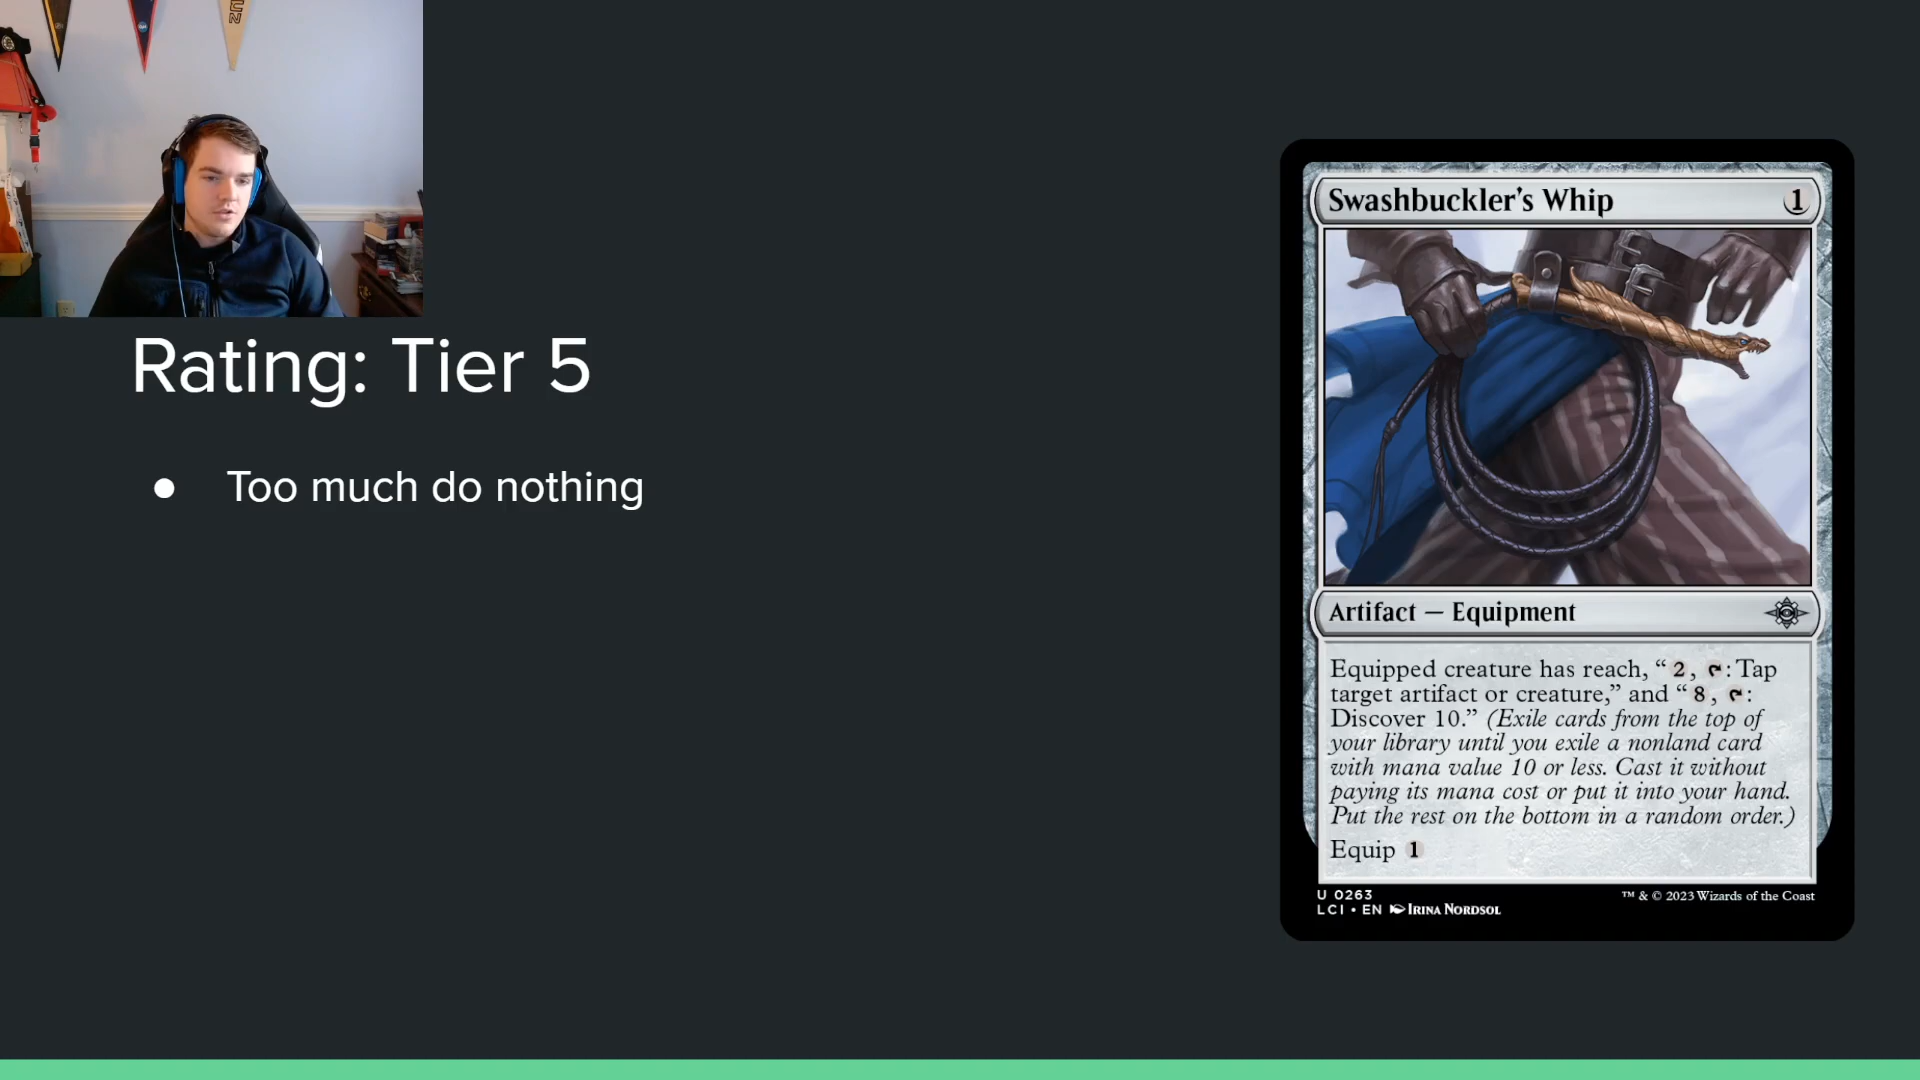 Rating: Tier 5
● Too much do nothing
Swashbuckler's Whip 1
Artifact — Equipment
Equipped creature has reach, “2, : Tap
target artifact or creature,” and “8, :
Discover 10.” (Exile cards from the top of
your library until you exile a nonland card
with mana value 10 or less. Cast it without
paying its mana cost or put it into your hand.
Put the rest on the bottom in a random order.)
Equip 1
U 0263
LCI • EN IRINA NORDSOL
™ & © 2023 Wizards of the Coast